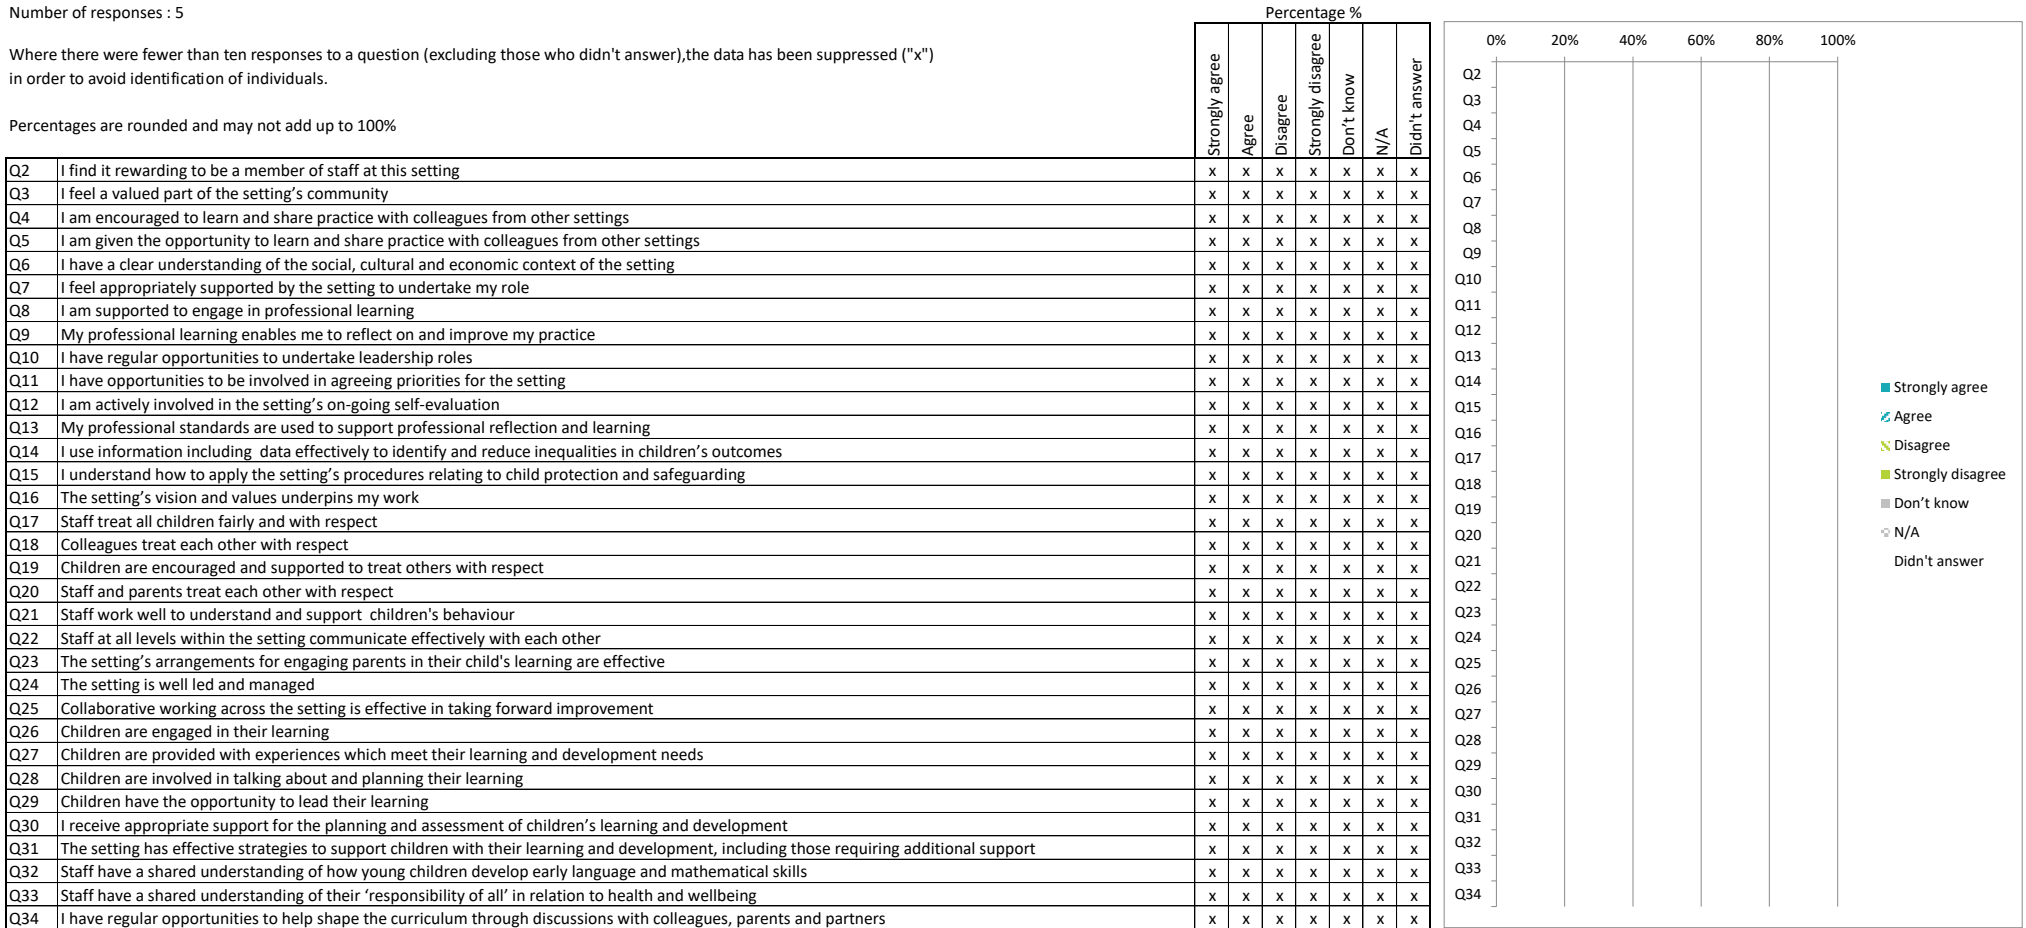 Number of responses : 5
Percentage %
Where there were fewer than ten responses to a question (excluding those who didn't answer),the data has been suppressed ("x")
in order to avoid identification of individuals.
Percentages are rounded and may not add up to 100%
Strongly agree
Agree
Disagree
Strongly disagree
Don't know
N/A
Didn't answer
Q2 I find it rewarding to be a member of staff at this setting x x x x x x x
Q3 I feel a valued part of the setting’s community x x x x x x x
Q4 I am encouraged to learn and share practice with colleagues from other settings x x x x x x x
Q5 I am given the opportunity to learn and share practice with colleagues from other settings x x x x x x x
Q6 I have a clear understanding of the social, cultural and economic context of the setting x x x x x x x
Q7 I feel appropriately supported by the setting to undertake my role x x x x x x x
Q8 I am supported to engage in professional learning x x x x x x x
Q9 My professional learning enables me to reflect on and improve my practice x x x x x x x
Q10 I have regular opportunities to undertake leadership roles x x x x x x x
Q11 I have opportunities to be involved in agreeing priorities for the setting x x x x x x x
Q12 I am actively involved in the setting’s on-going self-evaluation x x x x x x x
Q13 My professional standards are used to support professional reflection and learning x x x x x x x
Q14 I use information including  data effectively to identify and reduce inequalities in children’s outcomes x x x x x x x
Q15 I understand how to apply the setting’s procedures relating to child protection and safeguarding x x x x x x x
Q16 The setting’s vision and values underpins my work x x x x x x x
Q17 Staff treat all children fairly and with respect x x x x x x x
Q18 Colleagues treat each other with respect x x x x x x x
Q19 Children are encouraged and supported to treat others with respect x x x x x x x
Q20 Staff and parents treat each other with respect x x x x x x x
Q21 Staff work well to understand and support  children's behaviour x x x x x x x
Q22 Staff at all levels within the setting communicate effectively with each other x x x x x x x
Q23 The setting’s arrangements for engaging parents in their child's learning are effective x x x x x x x
Q24 The setting is well led and managed x x x x x x x
Q25 Collaborative working across the setting is effective in taking forward improvement x x x x x x x
Q26 Children are engaged in their learning x x x x x x x
Q27 Children are provided with experiences which meet their learning and development needs x x x x x x x
Q28 Children are involved in talking about and planning their learning x x x x x x x
Q29 Children have the opportunity to lead their learning x x x x x x x
Q30 I receive appropriate support for the planning and assessment of children’s learning and development x x x x x x x
Q31 The setting has effective strategies to support children with their learning and development, including those requiring additional support x x x x x x x
Q32 Staff have a shared understanding of how young children develop early language and mathematical skills x x x x x x x
Q33 Staff have a shared understanding of their ‘responsibility of all’ in relation to health and wellbeing x x x x x x x
Q34 I have regular opportunities to help shape the curriculum through discussions with colleagues, parents and partners x x x x x x x
0% 20% 40% 60% 80% 100%
Q2
Q3
Q4
Q5
Q6
Q7
Q8
Q9
Q10
Q11
Q12
Q13
Q14
Q15
Q16
Q17
Q18
Q19
Q20
Q21
Q22
Q23
Q24
Q25
Q26
Q27
Q28
Q29
Q30
Q31
Q32
Q33
Q34
Strongly agree
Agree
Disagree
Strongly disagree
Don’t know
N/A
Didn't answer